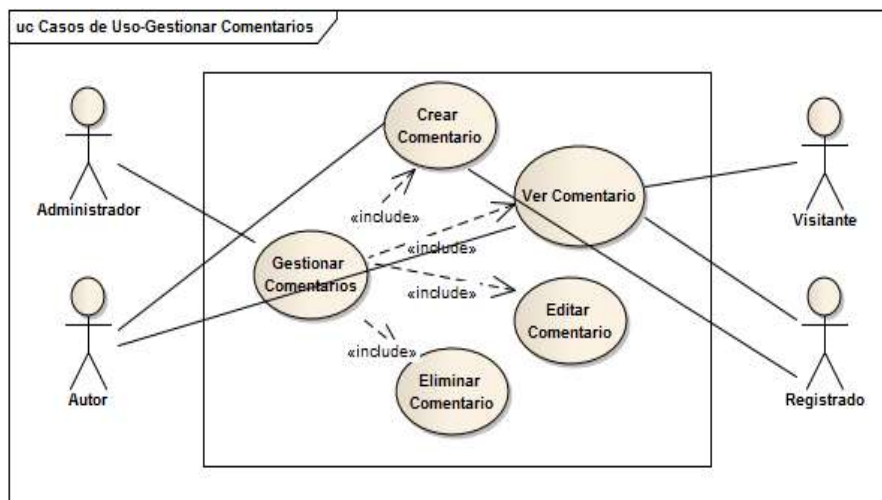 uc Casos de Uso-Gestionar Comentarios
Crear
Comentario
Administrador
Ver Comentario
Visitante
«include»
«include»
Gestionar
Comentarios
«include»
Editar
Comentario
«include»
Autor
Eliminar
Comentario
Registrado